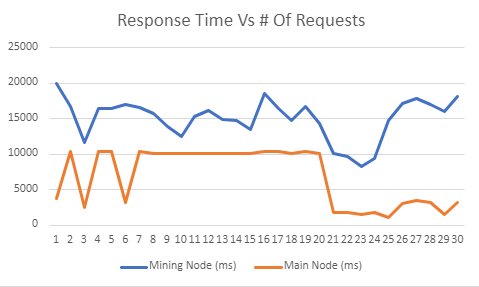 Response Time Vs # Of Requests
25000
20000
15000
10000
5000
0
1 2 3 4 5 6 7 8 9 10 11 12 13 14 15 16 17 18 19 20 21 22 23 24 25 26 27 28 29 30
Mining Node (ms) Main Node (ms)